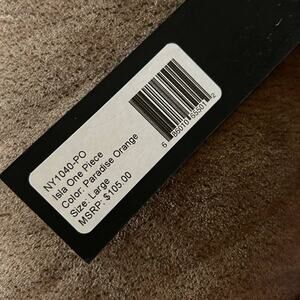 NY1040-PO
Isla One Piece
Color: Paradise Orange
Size: Large
MSRP: $105.00